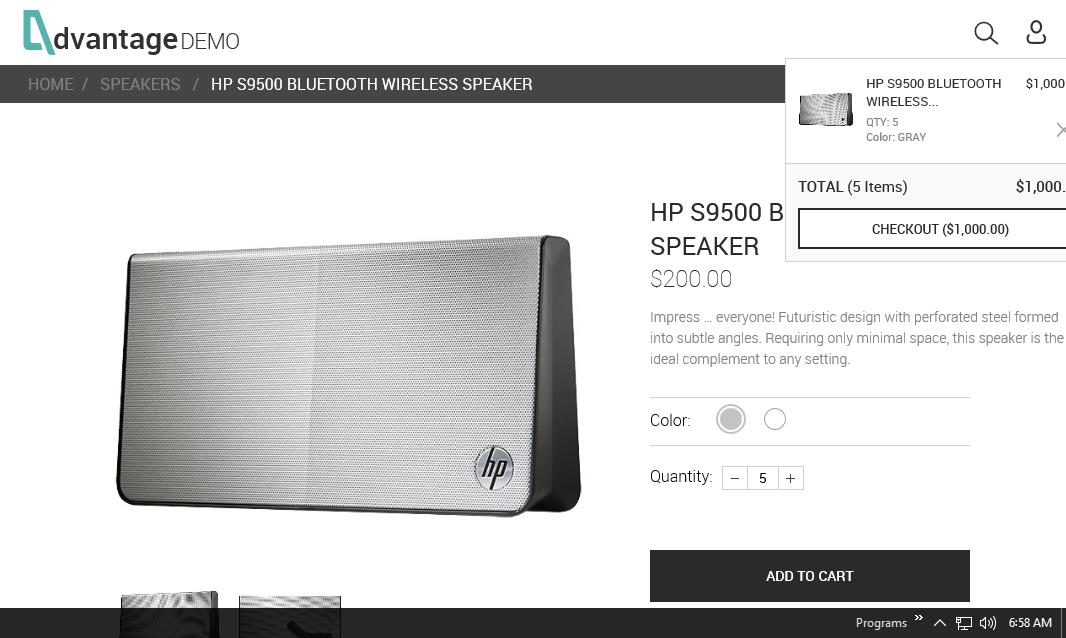 dvantage DEMO
HOME / SPEAKERS / HP S9500 BLUETOOTH WIRELESS SPEAKER
HP S9500 BLUETOOTH $1,000
WIRELESS...
QTY: 5
Color: GRAY
TOTAL (5 Items) $1,000.
CHECKOUT ($1,000.00)
HP S9500 B
SPEAKER
$200.00
Impress ... everyone! Futuristic design with perforated steel formed
into subtle angles. Requiring only minimal space, this speaker is the
ideal complement to any setting.
Color:
Quantity: − 5 +
hp
ADD TO CART
Programs » 6:58 AM